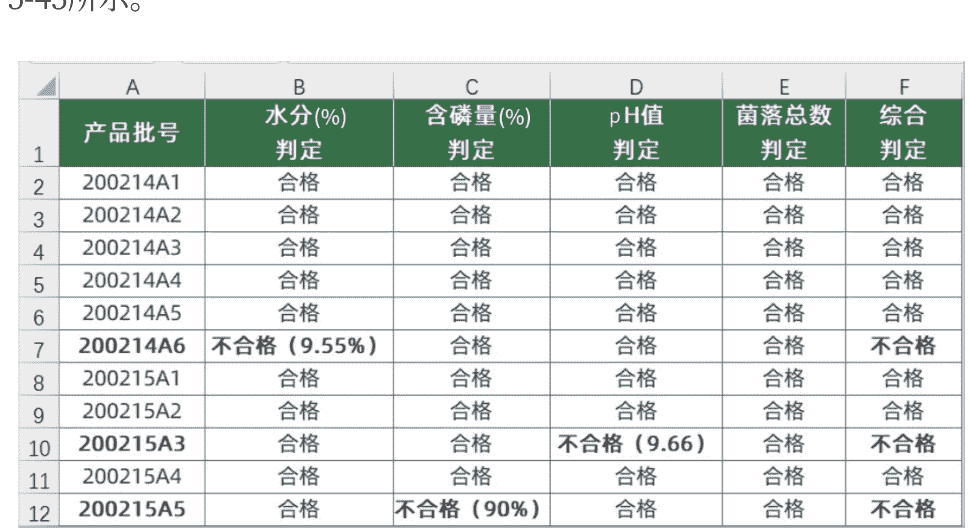 5-45)所示。
A B C D E F
1 产品批号 水分(%)判定 含磷量(%)判定 pH值判定 菌落总数判定 综合判定
2 200214A1 合格 合格 合格 合格 合格
3 200214A2 合格 合格 合格 合格 合格
4 200214A3 合格 合格 合格 合格 合格
5 200214A4 合格 合格 合格 合格 合格
6 200214A5 合格 合格 合格 合格 合格
7 200214A6 不合格（9.55%） 合格 合格 合格 不合格
8 200215A1 合格 合格 合格 合格 合格
9 200215A2 合格 合格 合格 合格 合格
10 200215A3 合格 合格 不合格（9.66） 合格 不合格
11 200215A4 合格 合格 合格 合格 合格
12 200215A5 合格 不合格（90%） 合格 合格 不合格